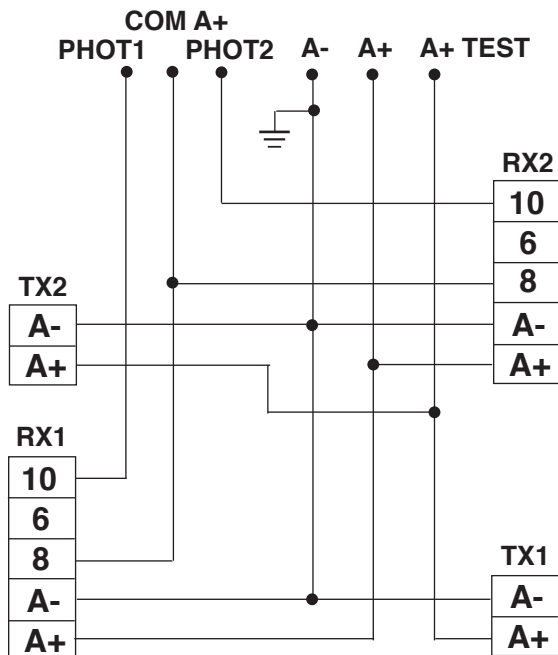 COM A+
PHOT1 PHOT2 A- A+ A+ TEST
RX2
10
6
8
A-
A+
TX2
A-
A+
RX1
10
6
8
A-
A+
TX1
A-
A+